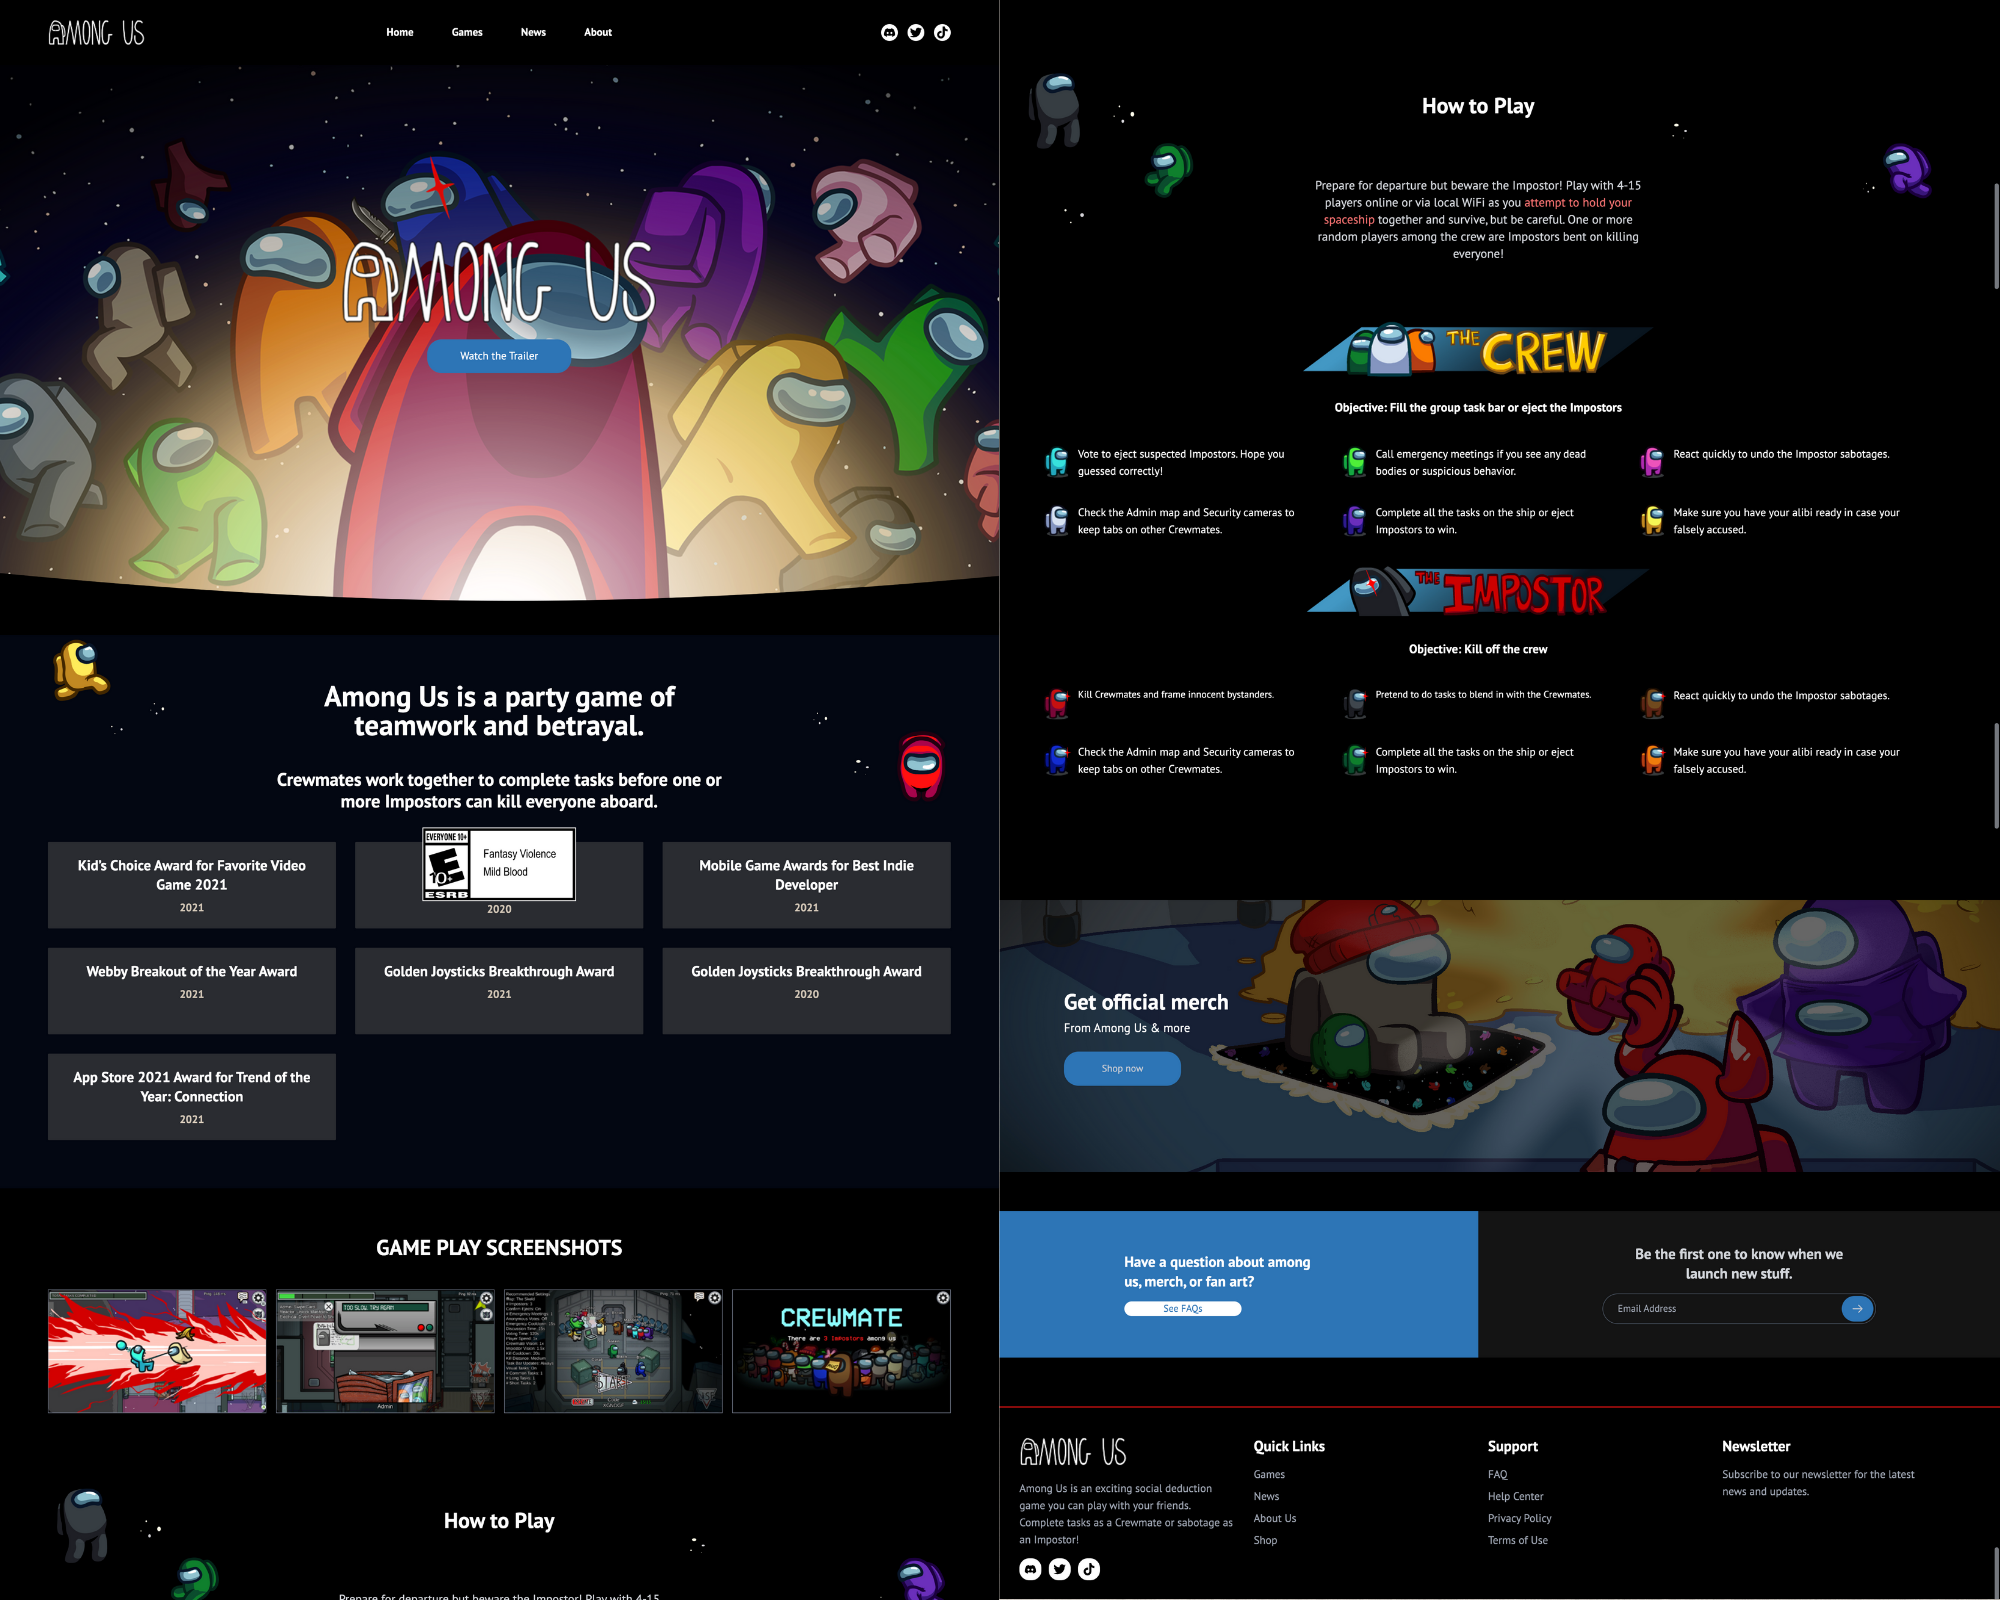 AMONG US
Home
Games
News
About
AMONG US
Watch the Trailer
Among Us is a party game of
teamwork and betrayal.
Crewmates work together to complete tasks before one or
more Impostors can kill everyone aboard.
Kid's Choice Award for Favorite Video
Game 2021
2021
EVERYONE 10+
E
10+
ESRB
Fantasy Violence
Mild Blood
2020
Mobile Game Awards for Best Indie
Developer
2021
Webby Breakout of the Year Award
2021
Golden Joysticks Breakthrough Award
2021
Golden Joysticks Breakthrough Award
2020
App Store 2021 Award for Trend of the
Year: Connection
2021
GAME PLAY SCREENSHOTS
TOO SLOW. TRY AGAIN
Admin
START
CREWMATE
There are 3 Impostors among us
How to Play
Prepare for departure but beware the Impostor! Play with 4-15
How to Play
Prepare for departure but beware the Impostor! Play with 4-15
players online or via local WiFi as you attempt to hold your
spaceship together and survive, but be careful. One or more
random players among the crew are Impostors bent on killing
everyone!
THE CREW
Objective: Fill the group task bar or eject the Impostors
Vote to eject suspected Impostors. Hope you
guessed correctly!
Call emergency meetings if you see any dead
bodies or suspicious behavior.
React quickly to undo the Impostor sabotages.
Check the Admin map and Security cameras to
keep tabs on other Crewmates.
Complete all the tasks on the ship or eject
Impostors to win.
Make sure you have your alibi ready in case your
falsely accused.
THE IMPOSTOR
Objective: Kill off the crew
Kill Crewmates and frame innocent bystanders.
Pretend to do tasks to blend in with the Crewmates.
React quickly to undo the Impostor sabotages.
Check the Admin map and Security cameras to
keep tabs on other Crewmates.
Complete all the tasks on the ship or eject
Impostors to win.
Make sure you have your alibi ready in case your
falsely accused.
Get official merch
From Among Us & more
Shop now
Have a question about among
us, merch, or fan art?
See FAQs
Be the first one to know when we
launch new stuff.
Email Address
AMONG US
Among Us is an exciting social deduction
game you can play with your friends.
Complete tasks as a Crewmate or sabotage as
an Impostor!
Quick Links
Games
News
About Us
Shop
Support
FAQ
Help Center
Privacy Policy
Terms of Use
Newsletter
Subscribe to our newsletter for the latest
news and updates.